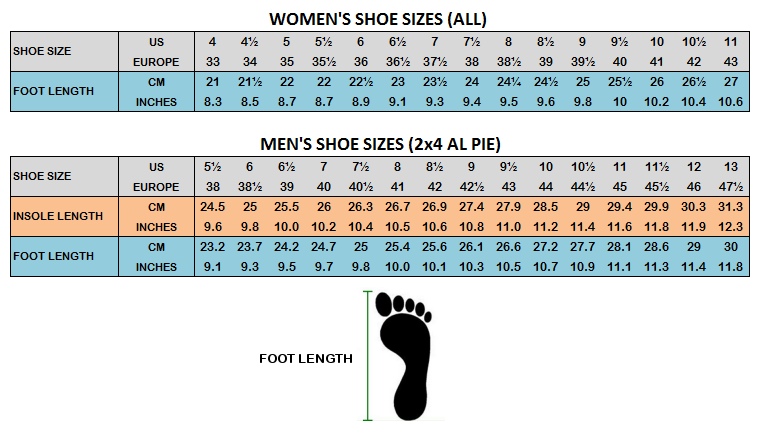 WOMEN'S SHOE SIZES (ALL)
SHOE SIZE US 4 4½ 5 5½ 6 6½ 7 7½ 8 8½ 9 9½ 10 10½ 11
EUROPE 33 34 35 35½ 36 36½ 37½ 38 38½ 39 39½ 40 41 42 43
FOOT LENGTH CM 21 21½ 22 22 22½ 23 23½ 24 24¼ 24½ 25 25½ 26 26½ 27
INCHES 8.3 8.5 8.7 8.7 8.9 9.1 9.3 9.4 9.5 9.6 9.8 10 10.2 10.4 10.6
MEN'S SHOE SIZES (2x4 AL PIE)
SHOE SIZE US 5½ 6 6½ 7 7½ 8 8½ 9 9½ 10 10½ 11 11½ 12 13
EUROPE 38 38½ 39 40 40½ 41 42 42½ 43 44 44½ 45 45½ 46 47½
INSOLE LENGTH CM 24.5 25 25.5 26 26.3 26.7 26.9 27.4 27.9 28.5 29 29.4 29.9 30.3 31.3
INCHES 9.6 9.8 10.0 10.2 10.4 10.5 10.6 10.8 11.0 11.2 11.4 11.6 11.8 11.9 12.3
FOOT LENGTH CM 23.2 23.7 24.2 24.7 25 25.4 25.6 26.1 26.6 27.2 27.7 28.1 28.6 29 30
INCHES 9.1 9.3 9.5 9.7 9.8 10.0 10.1 10.3 10.5 10.7 10.9 11.1 11.3 11.4 11.8
FOOT LENGTH